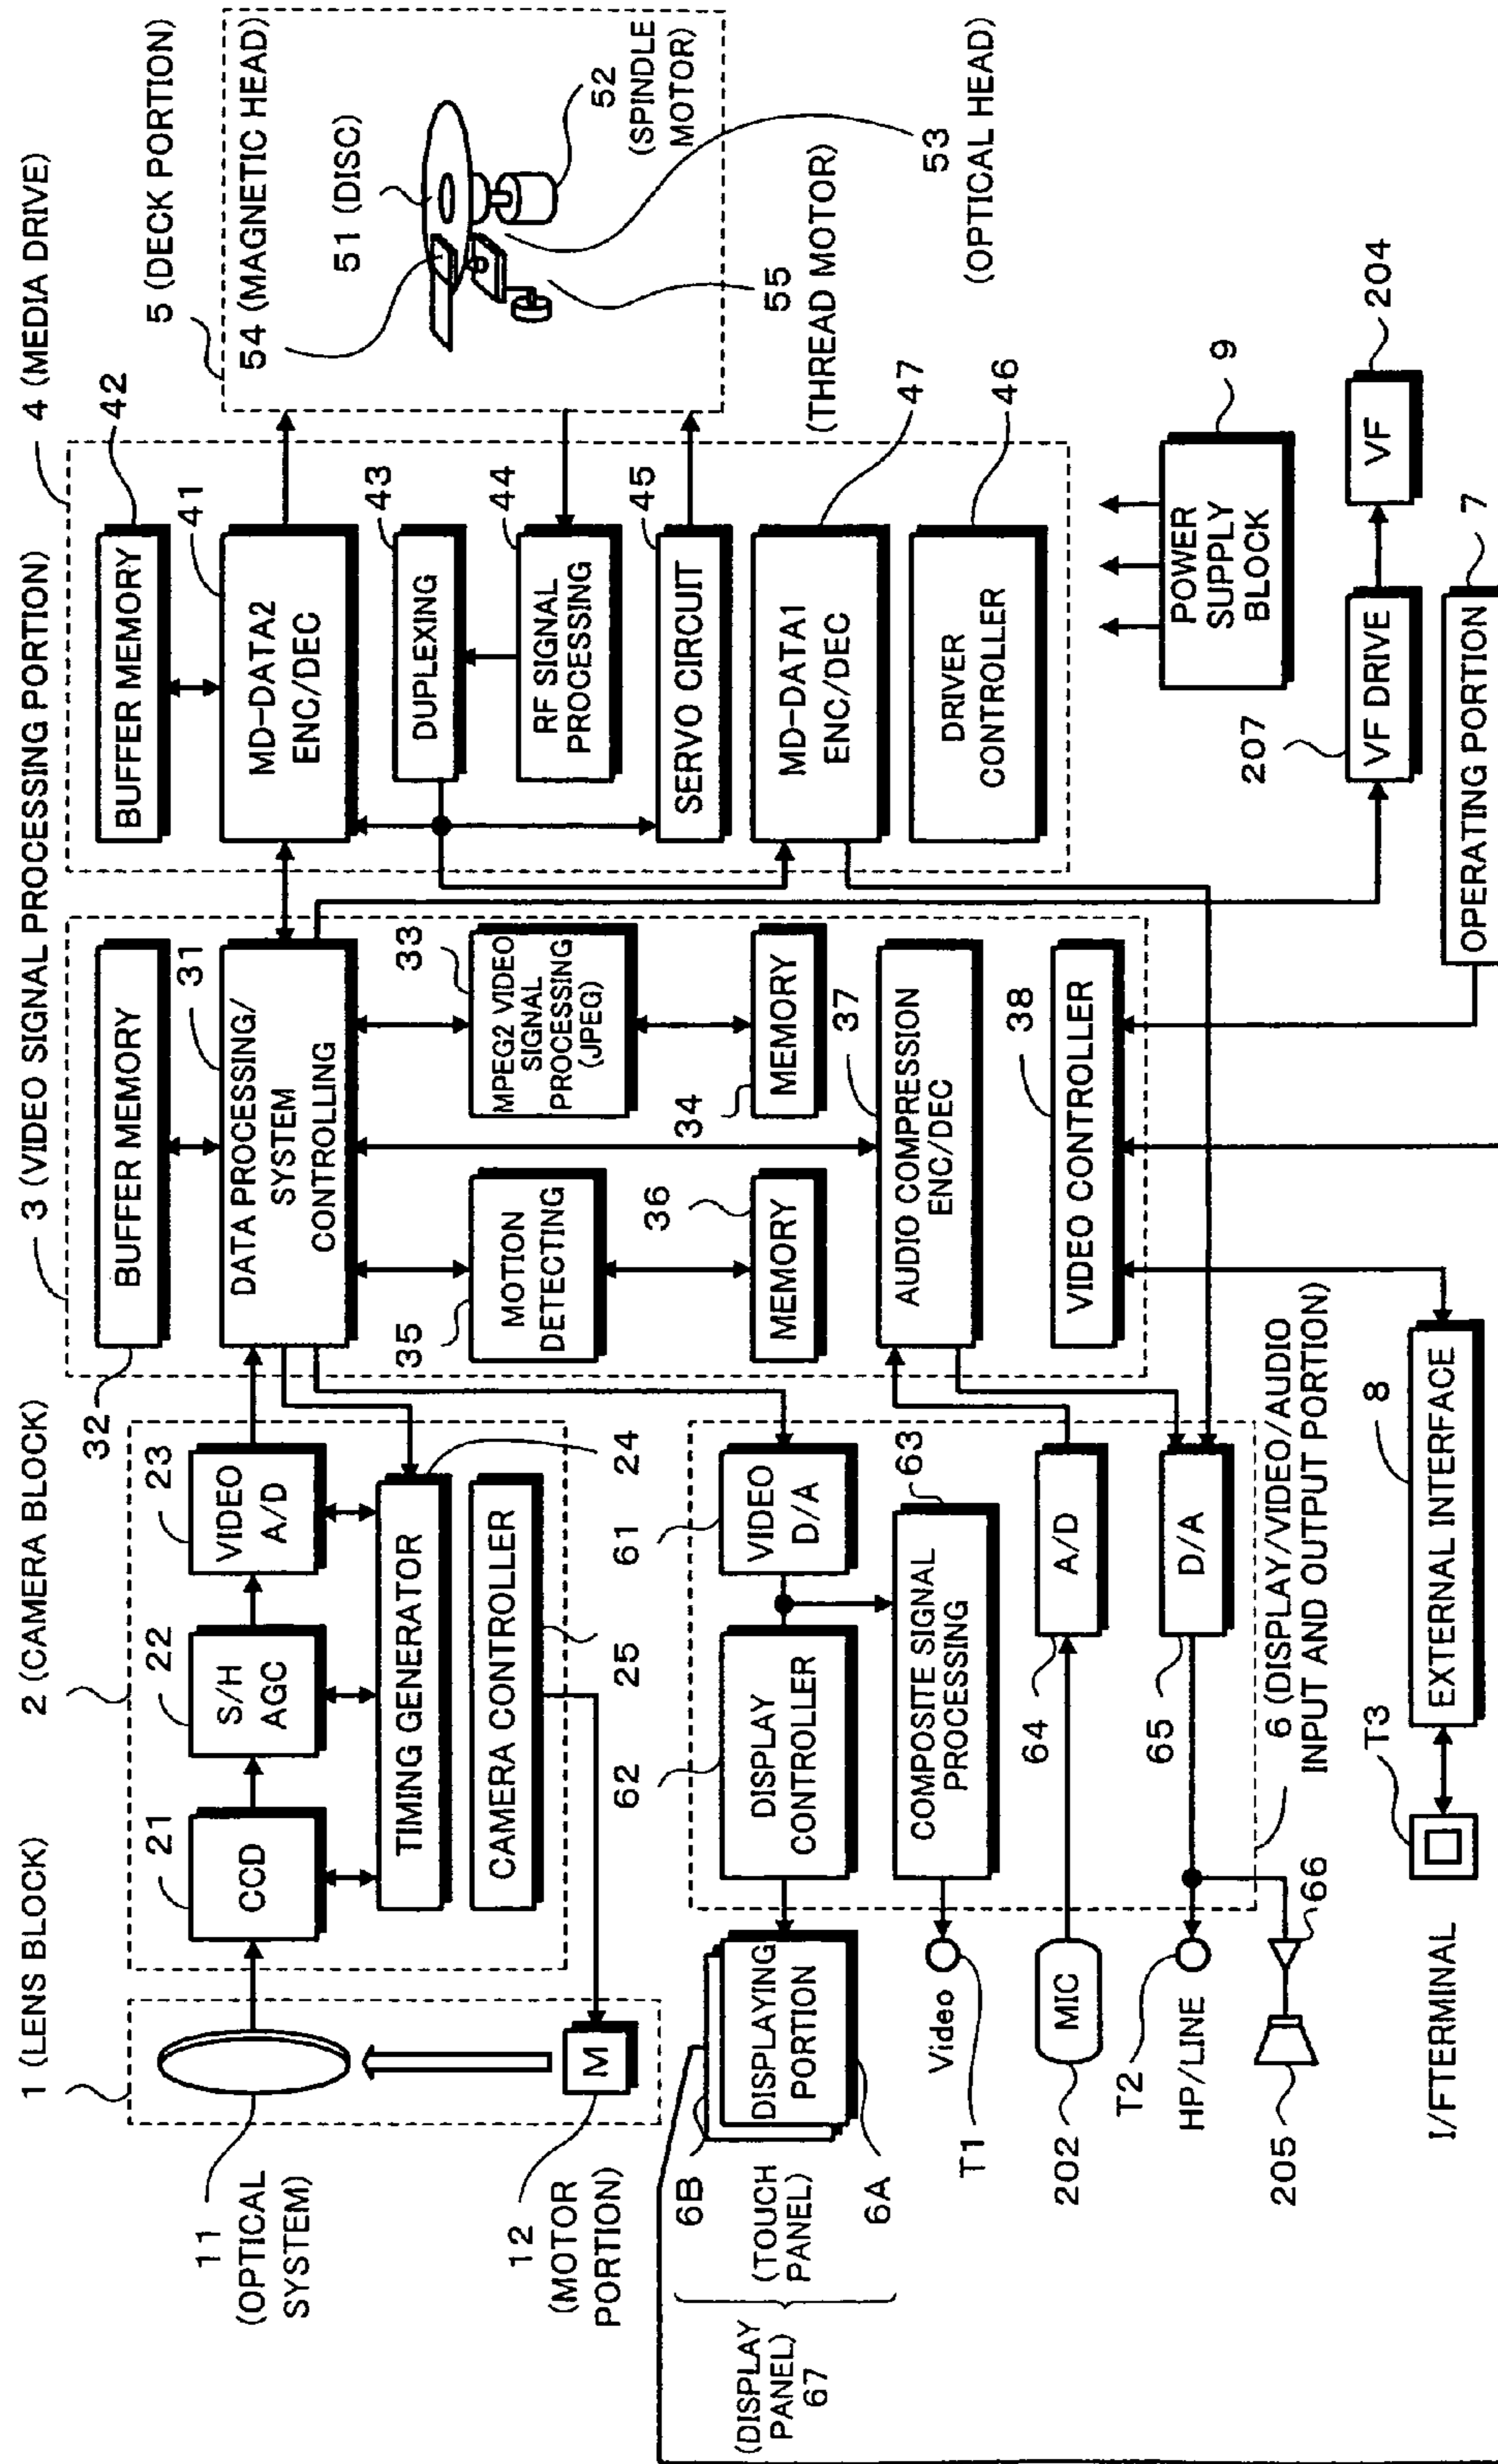 1 (LENS BLOCK)
2 (CAMERA BLOCK)
3 (VIDEO SIGNAL PROCESSING PORTION)
4 (MEDIA DRIVE)
5 (DECK PORTION)
11
(OPTICAL
SYSTEM)
12
(MOTOR
PORTION)
M
21
CCD
22
S/H
AGC
23
VIDEO
A/D
TIMING GENERATOR
24
CAMERA CONTROLLER
25
32
BUFFER MEMORY
31
DATA PROCESSING/
SYSTEM
CONTROLLING
35
MOTION
DETECTING
33
MPEG2 VIDEO
SIGNAL
PROCESSING
(JPEG)
36
MEMORY
34
MEMORY
37
AUDIO COMPRESSION
ENC/DEC
38
VIDEO CONTROLLER
42
BUFFER MEMORY
41
MD-DATA2
ENC/DEC
43
DUPLEXING
44
RF SIGNAL
PROCESSING
45
SERVO CIRCUIT
47
MD-DATA1
ENC/DEC
46
DRIVER
CONTROLLER
54 (MAGNETIC HEAD)
51 (DISC)
52
(SPINDLE
MOTOR)
53
(OPTICAL HEAD)
55
(THREAD MOTOR)
6B
(TOUCH
PANEL)
6A
(DISPLAY
PANEL)
67
DISPLAYING
PORTION
62
DISPLAY
CONTROLLER
61
VIDEO
D/A
63
COMPOSITE SIGNAL
PROCESSING
Video
T1
202
MIC
64
A/D
T2
HP/LINE
65
D/A
205
66
6 (DISPLAY/VIDEO/AUDIO
INPUT AND OUTPUT PORTION)
I/FTERMINAL
T3
8
EXTERNAL INTERFACE
9
POWER
SUPPLY
BLOCK
207
VF DRIVE
204
VF
7
OPERATING PORTION